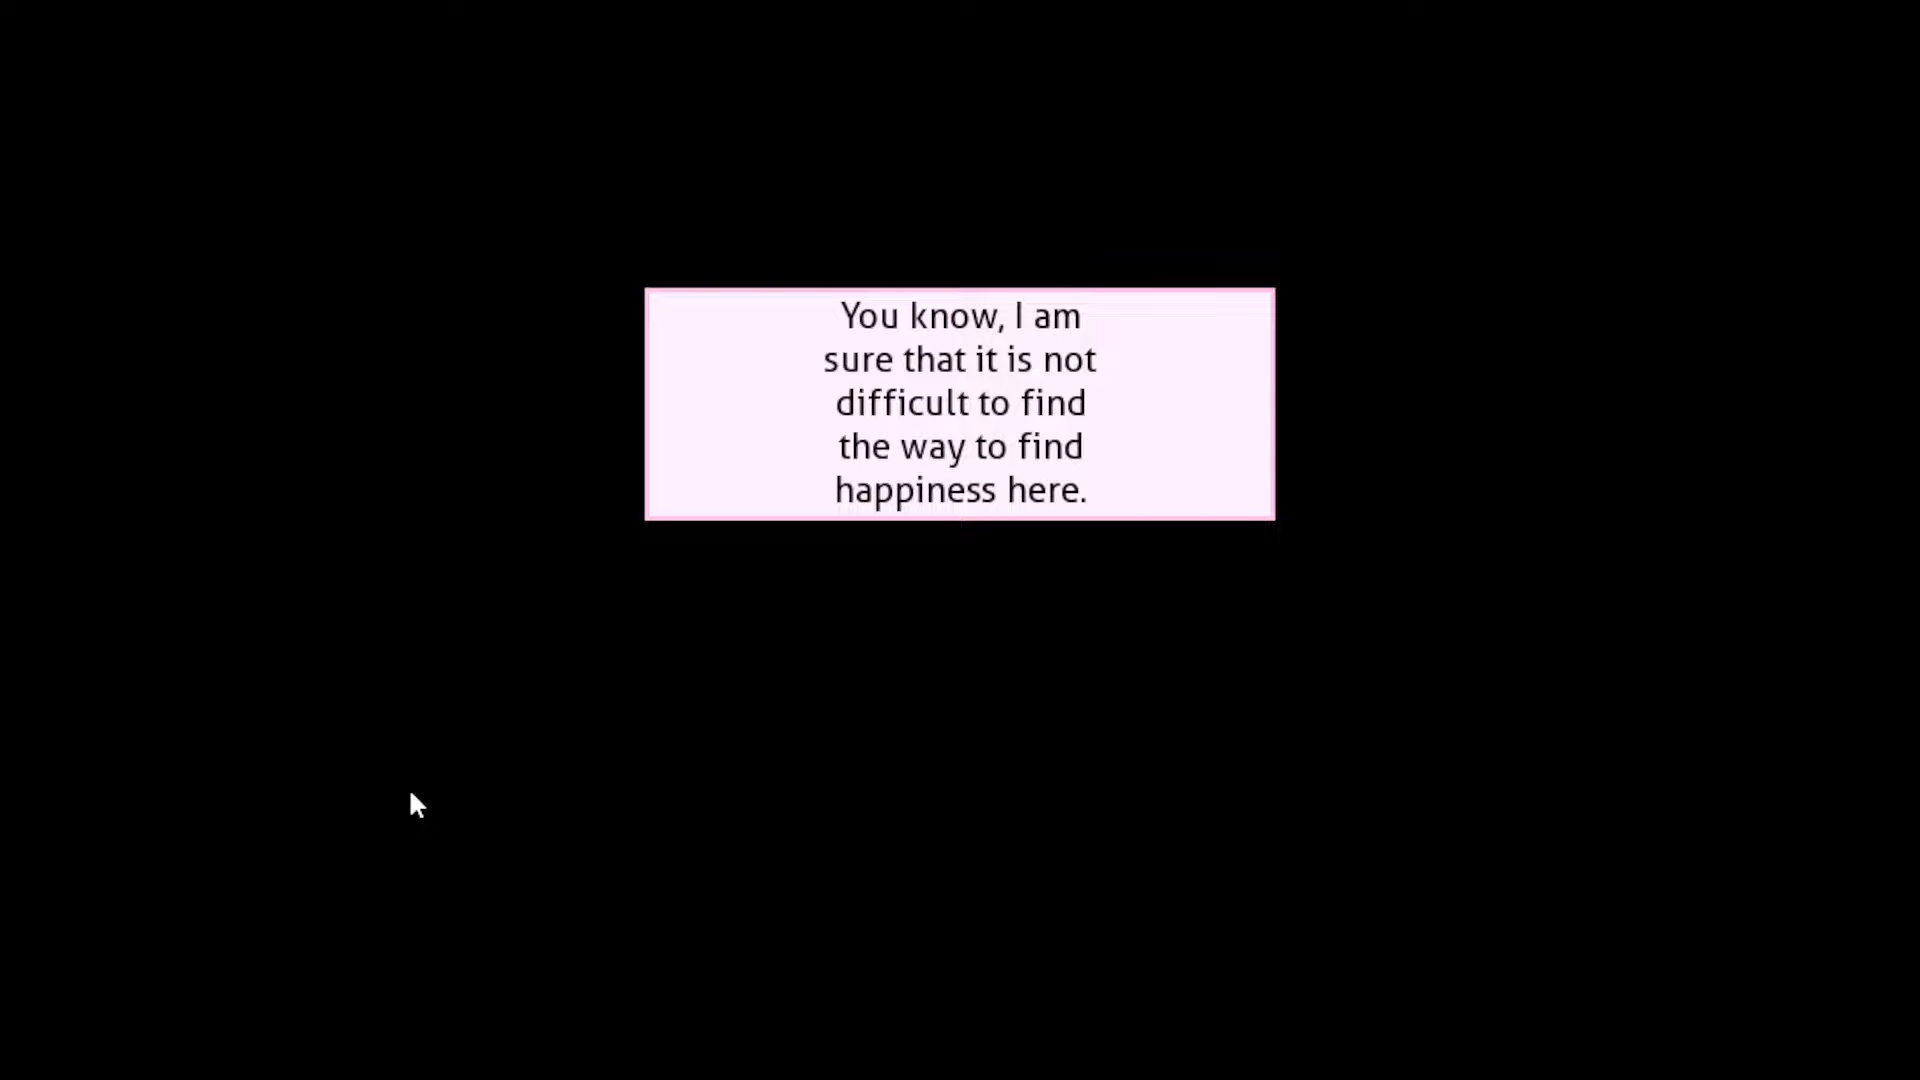 You know, I am
sure that it is not
difficult to find
the way to find
happiness here.